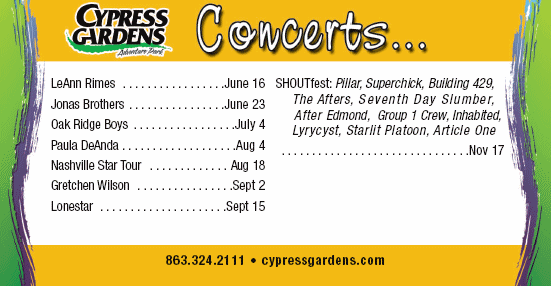 CYPRESS
GARDENS
Adventure Park
Concerts...
LeAnn Rimes . . . . . . . . . . . . . . . . .June 16
Jonas Brothers . . . . . . . . . . . . . . . .June 23
Oak Ridge Boys . . . . . . . . . . . . . . . . .July 4
Paula DeAnda . . . . . . . . . . . . . . . . . . .Aug 4
Nashville Star Tour . . . . . . . . . . . . . Aug 18
Gretchen Wilson . . . . . . . . . . . . . . . .Sept 2
Lonestar . . . . . . . . . . . . . . . . . . . . .Sept 15
SHOUTfest: Pillar, Superchick, Building 429,
The Afters, Seventh Day Slumber,
After Edmond, Group 1 Crew, Inhabited,
Lyrycyst, Starlit Platoon, Article One
. . . . . . . . . . . . . . . . . . . . . . . . . . . . . . .Nov 17
863.324.2111 • cypressgardens.com